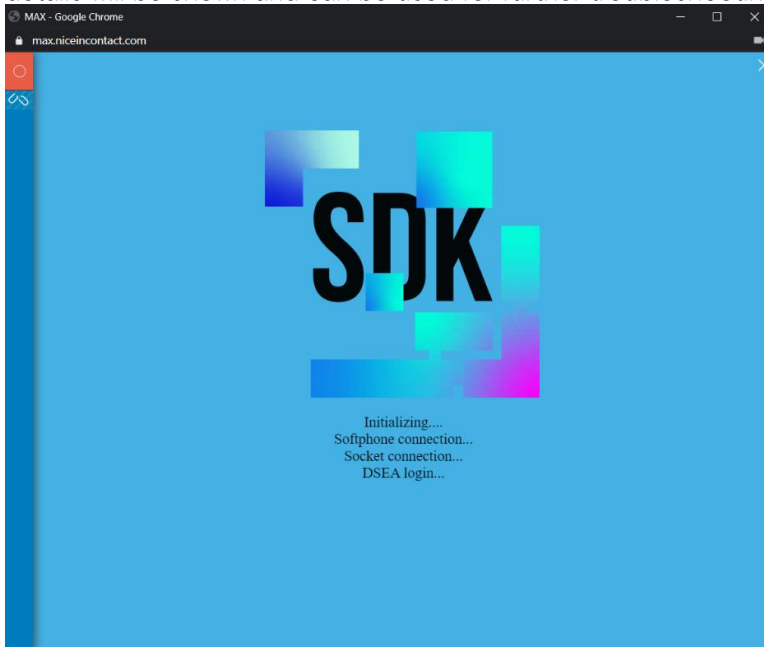 MAX - Google Chrome
max.niceincontact.com
SDK
Initializing....
Softphone connection...
Socket connection...
DSEA login...